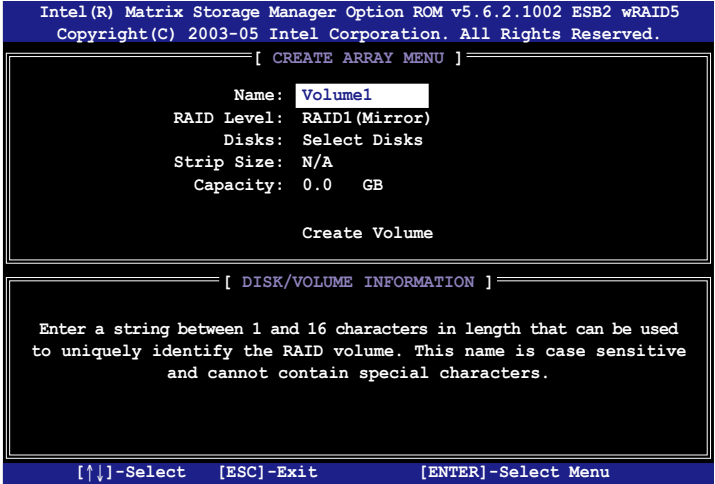 Intel(R) Matrix Storage Manager Option ROM v5.6.2.1002 ESB2 wRAID5
Copyright(C) 2003-05 Intel Corporation. All Rights Reserved.
[ CREATE ARRAY MENU ]
Name: Volume1
RAID Level: RAID1(Mirror)
Disks: Select Disks
Strip Size: N/A
Capacity: 0.0 GB
Create Volume
[ DISK/VOLUME INFORMATION ]
Enter a string between 1 and 16 characters in length that can be used
to uniquely identify the RAID volume. This name is case sensitive
and cannot contain special characters.
[↑↓]-Select [ESC]-Exit [ENTER]-Select Menu